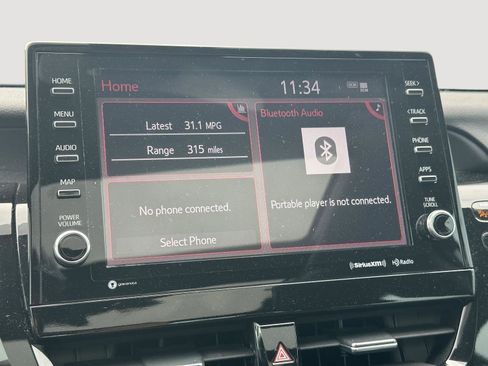 HOME
MENU
AUDIO
MAP
POWER
VOLUME
Home
11:34
Latest 31.1 MPG
Range 315 miles
No phone connected.
Select Phone
Bluetooth Audio
Portable player is not connected.
SiriusXM
HD Radio
SEEK >
< TRACK
PHONE
APPS
TUNE
SCROLL